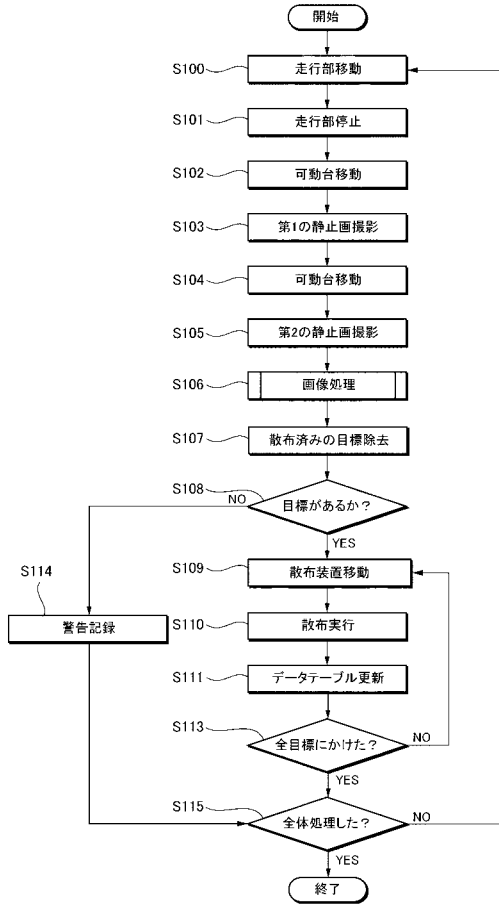 開始
S100
走行部移動
S101
走行部停止
S102
可動台移動
S103
第1の静止画撮影
S104
可動台移動
S105
第2の静止画撮影
S106
画像処理
S107
散布済みの目標除去
S108
NO
目標があるか?
YES
S109
散布装置移動
S114
警告記録
S110
散布実行
S111
データテーブル更新
S113
全目標にかけた?
NO
YES
S115
全体処理した?
NO
YES
終了